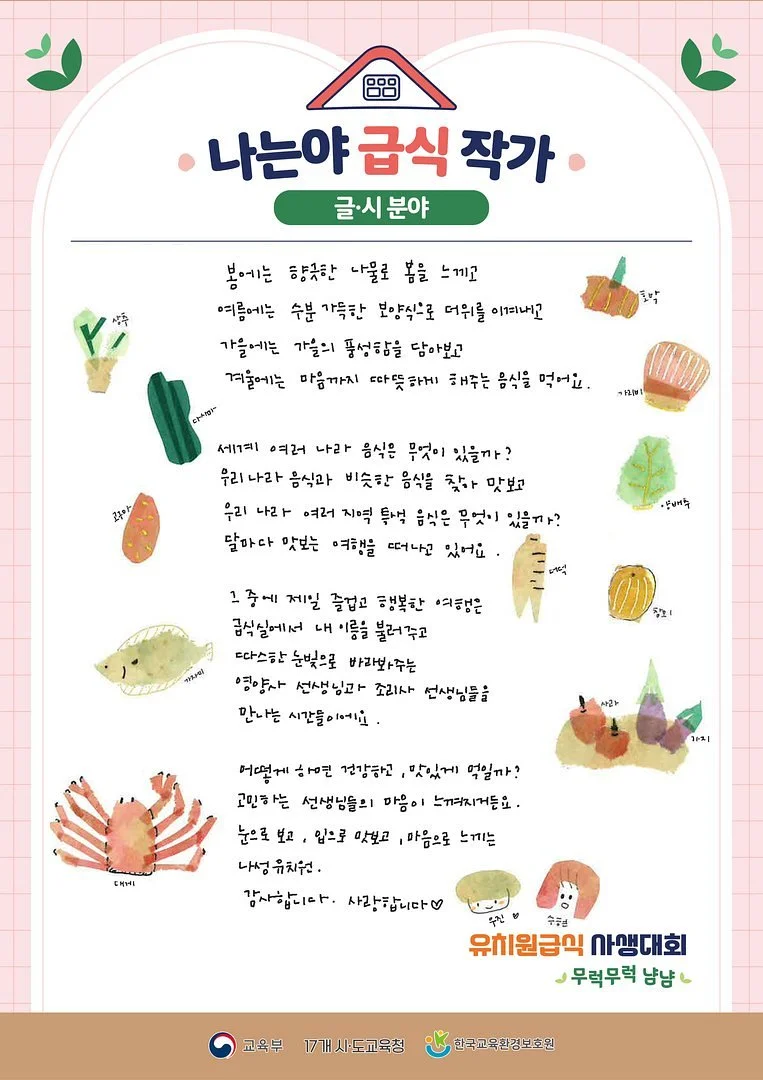 나는야 급식 작가
글·시 분야
봄에는 향긋한 나물로 봄을 느끼고
여름에는 수분 가득한 보양식으로 더위를 이겨내고
가을에는 가을의 풍성함을 담아보고
겨울에는 마음까지 따뜻하게 해주는 음식을 먹어요.
세계 여러 나라 음식은 무엇이 있을까?
우리나라 음식과 비슷한 음식을 찾아 맛보고
우리 나라 여러 지역 특색 음식은 무엇이 있을까?
달마다 맛보는 여행을 떠나고 있어요.
그 중에 제일 즐겁고 행복한 여행은
급식실에서 내 이름을 불러주고
따스한 눈빛으로 바라봐주는
영양사 선생님과 조리사 선생님들을
만나는 시간들이에요.
어떻게 하면 건강하고, 맛있게 먹일까?
고민하는 선생님들의 마음이 느껴지거든요.
눈으로 보고, 입으로 맛보고, 마음으로 느끼는
나성유치원.
감사합니다. 사랑합니다♡
상추
호박
다시마
가리비
양배추
고구마
더덕
참외
가자미
사과
가지
대게
우진 ♡
수현
유치원급식 사생대회
무럭무럭 냠냠
교육부
17개 시·도교육청
한국교육환경보호원